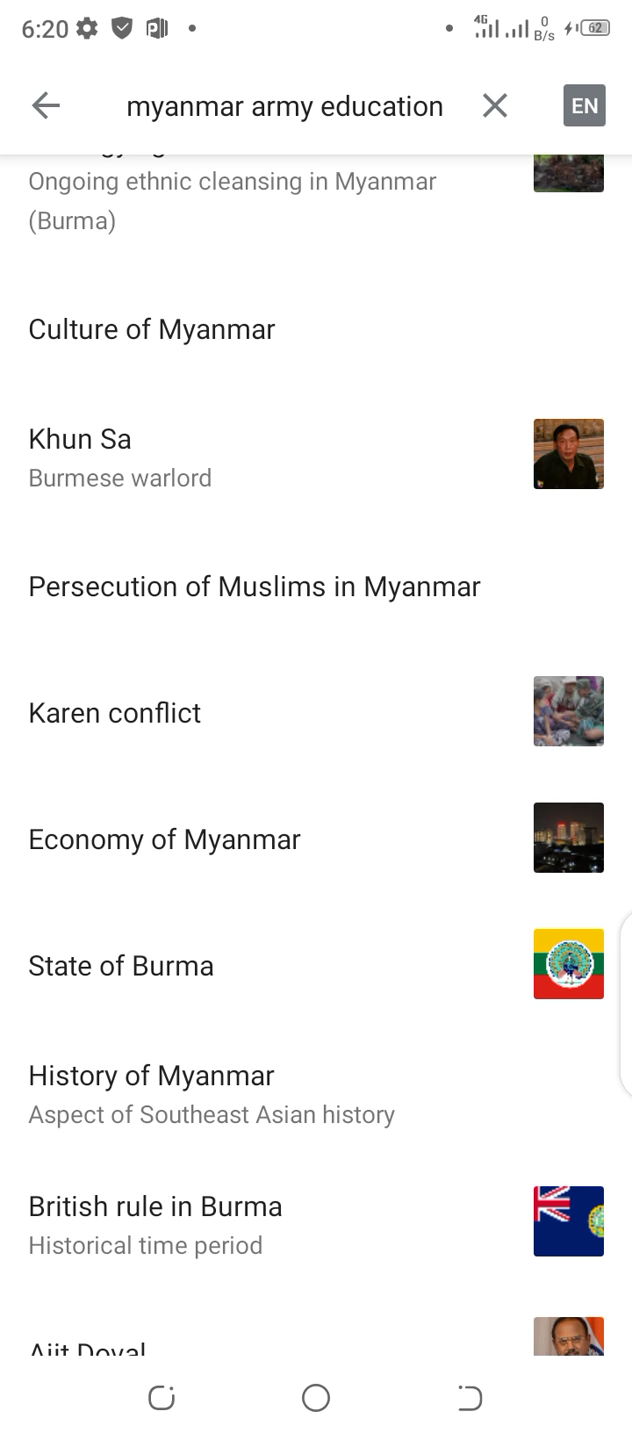 6:20
4G
0
B/s
62
myanmar army education
EN
Ongoing ethnic cleansing in Myanmar
(Burma)
Culture of Myanmar
Khun Sa
Burmese warlord
Persecution of Muslims in Myanmar
Karen conflict
Economy of Myanmar
State of Burma
History of Myanmar
Aspect of Southeast Asian history
British rule in Burma
Historical time period
Ajit Doval